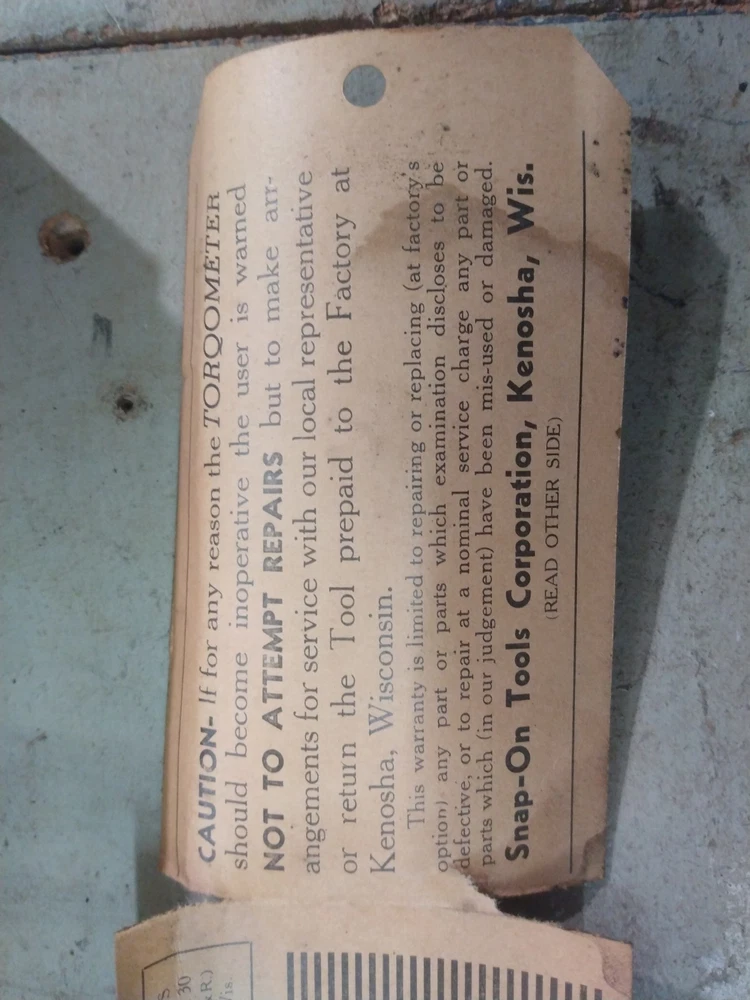 CAUTION- If for any reason the TORQOMETER
should become inoperative the user is warned
NOT TO ATTEMPT REPAIRS but to make arr-
angements for service with our local representative
or return the Tool prepaid to the Factory at
Kenosha, Wisconsin.
This warranty is limited to repairing or replacing (at factory's
option) any part or parts which examination discloses to be
defective, or to repair at a nominal service charge any part or
parts which (in our judgement) have been mis-used or damaged.
Snap-On Tools Corporation, Kenosha, Wis.
(READ OTHER SIDE)
S
30
R.)
is.